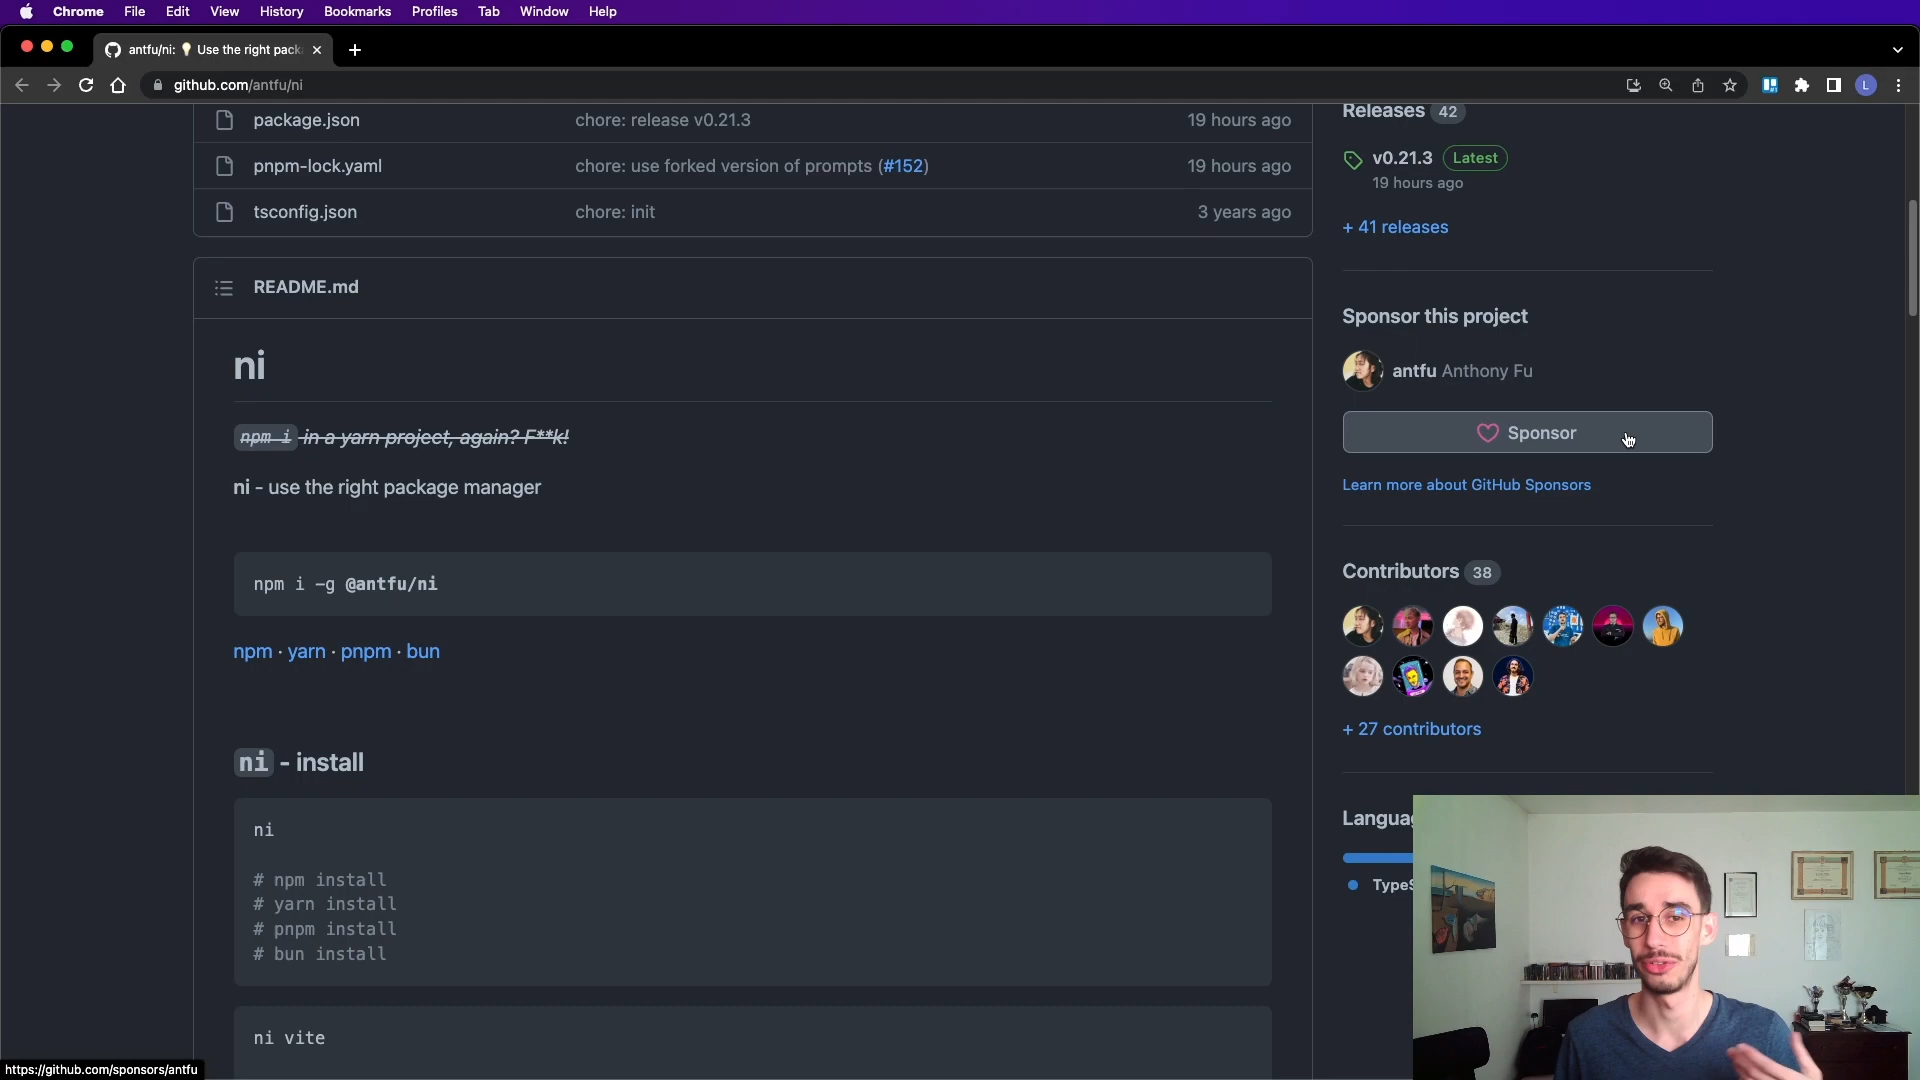 Chrome File Edit View History Bookmarks Profiles Tab Window Help
antfu/ni: 💡 Use the right pack
github.com/antfu/ni
L
package.json chore: release v0.21.3 19 hours ago
pnpm-lock.yaml chore: use forked version of prompts (#152) 19 hours ago
tsconfig.json chore: init 3 years ago
README.md
ni
npm i in a yarn project, again? F**k!
ni - use the right package manager
npm i -g @antfu/ni
npm · yarn · pnpm · bun
ni - install
ni
# npm install
# yarn install
# pnpm install
# bun install
ni vite
Releases 42
v0.21.3 Latest
19 hours ago
+ 41 releases
Sponsor this project
antfu Anthony Fu
Sponsor
Learn more about GitHub Sponsors
Contributors 38
+ 27 contributors
Langua
Type
https://github.com/sponsors/antfu